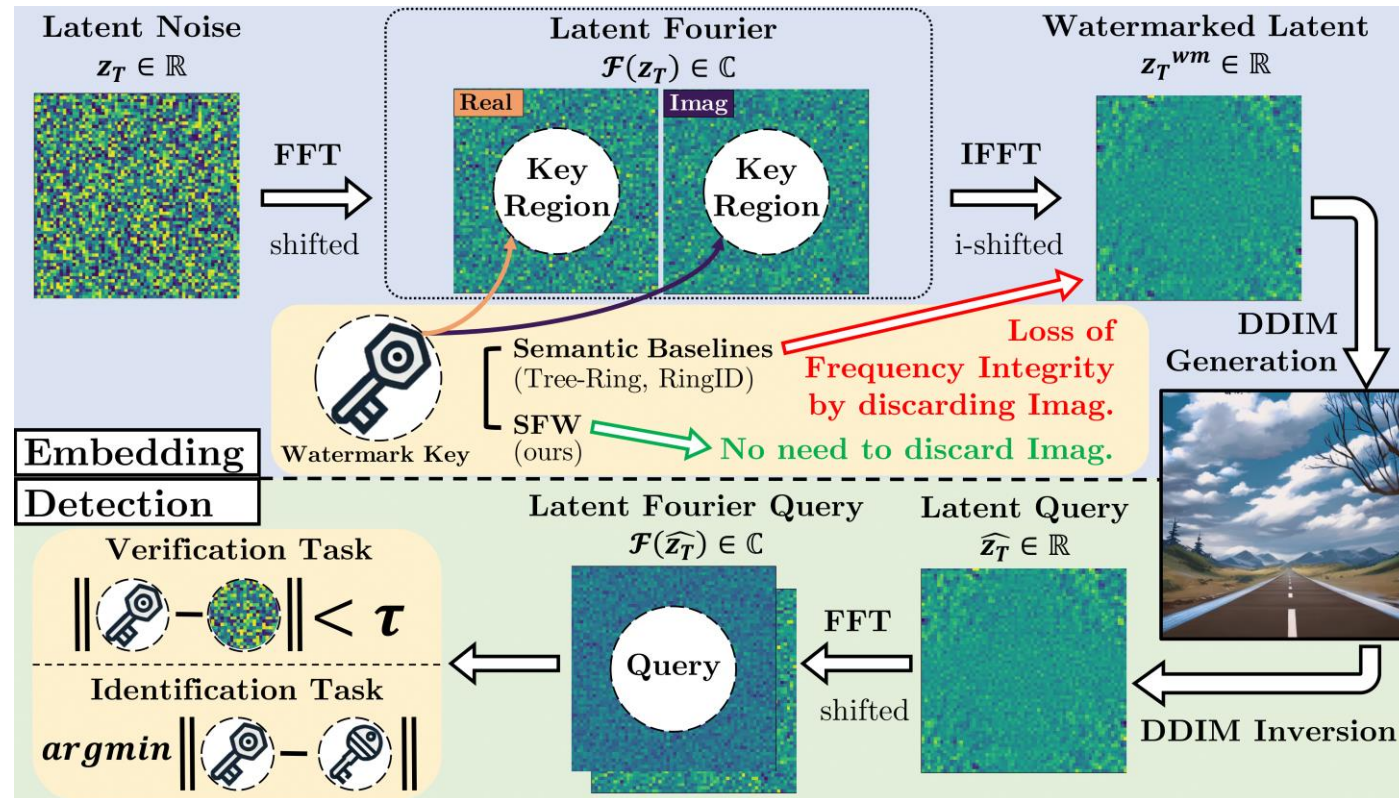 Latent Noise
z_T ∈ ℝ
FFT
shifted
Latent Fourier
𝓕(z_T) ∈ ℂ
Real
Imag
Key
Region
Key
Region
IFFT
i-shifted
Watermarked Latent
z_T^wm ∈ ℝ
DDIM
Generation
Watermark Key
Semantic Baselines
(Tree-Ring, RingID)
SFW
(ours)
Loss of
Frequency Integrity
by discarding Imag.
No need to discard Imag.
Embedding
Detection
Verification Task
‖ − ‖ < τ
Identification Task
argmin ‖ − ‖
Latent Fourier Query
𝓕(ẑ_T) ∈ ℂ
Query
FFT
shifted
Latent Query
ẑ_T ∈ ℝ
DDIM Inversion